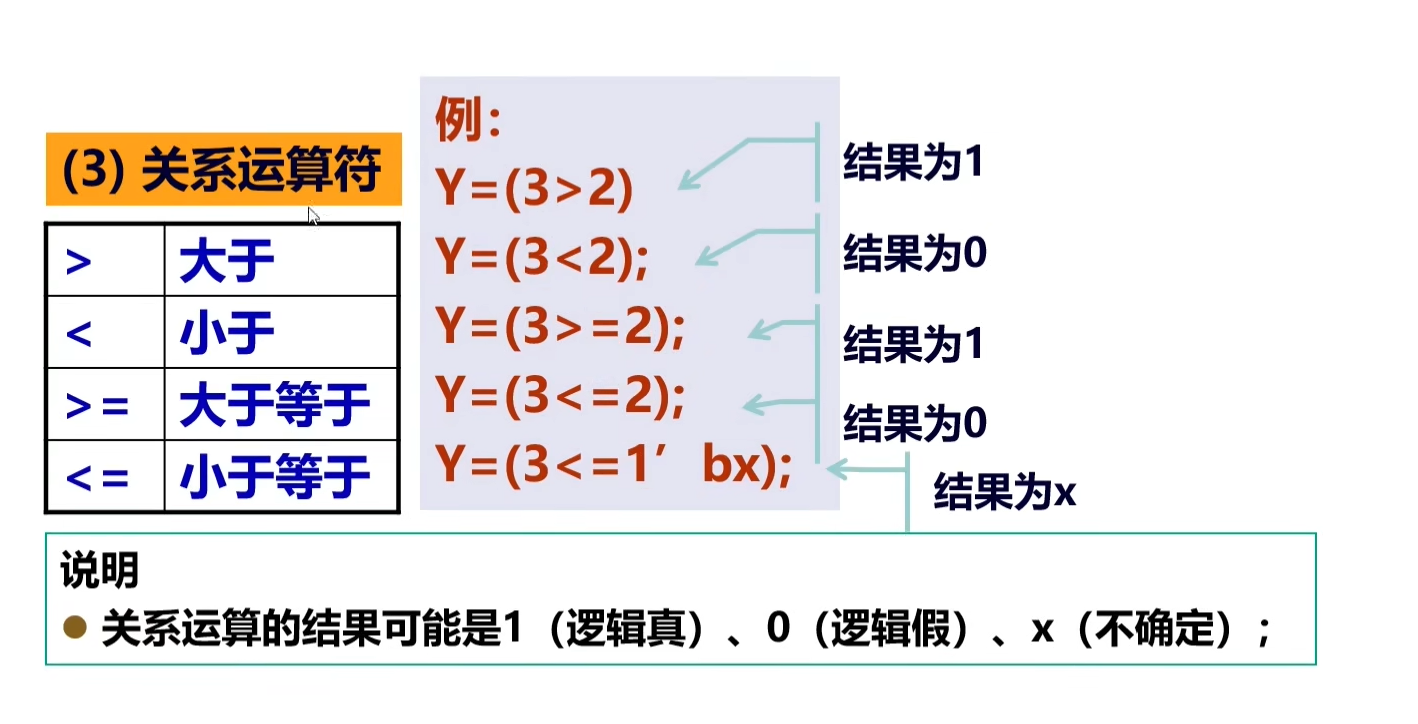 (3) 关系运算符
> 大于
< 小于
>= 大于等于
<= 小于等于
例：
Y=(3>2)
Y=(3<2);
Y=(3>=2);
Y=(3<=2);
Y=(3<=1′bx);
结果为1
结果为0
结果为1
结果为0
结果为x
说明
● 关系运算的结果可能是1（逻辑真）、0（逻辑假）、x（不确定）；